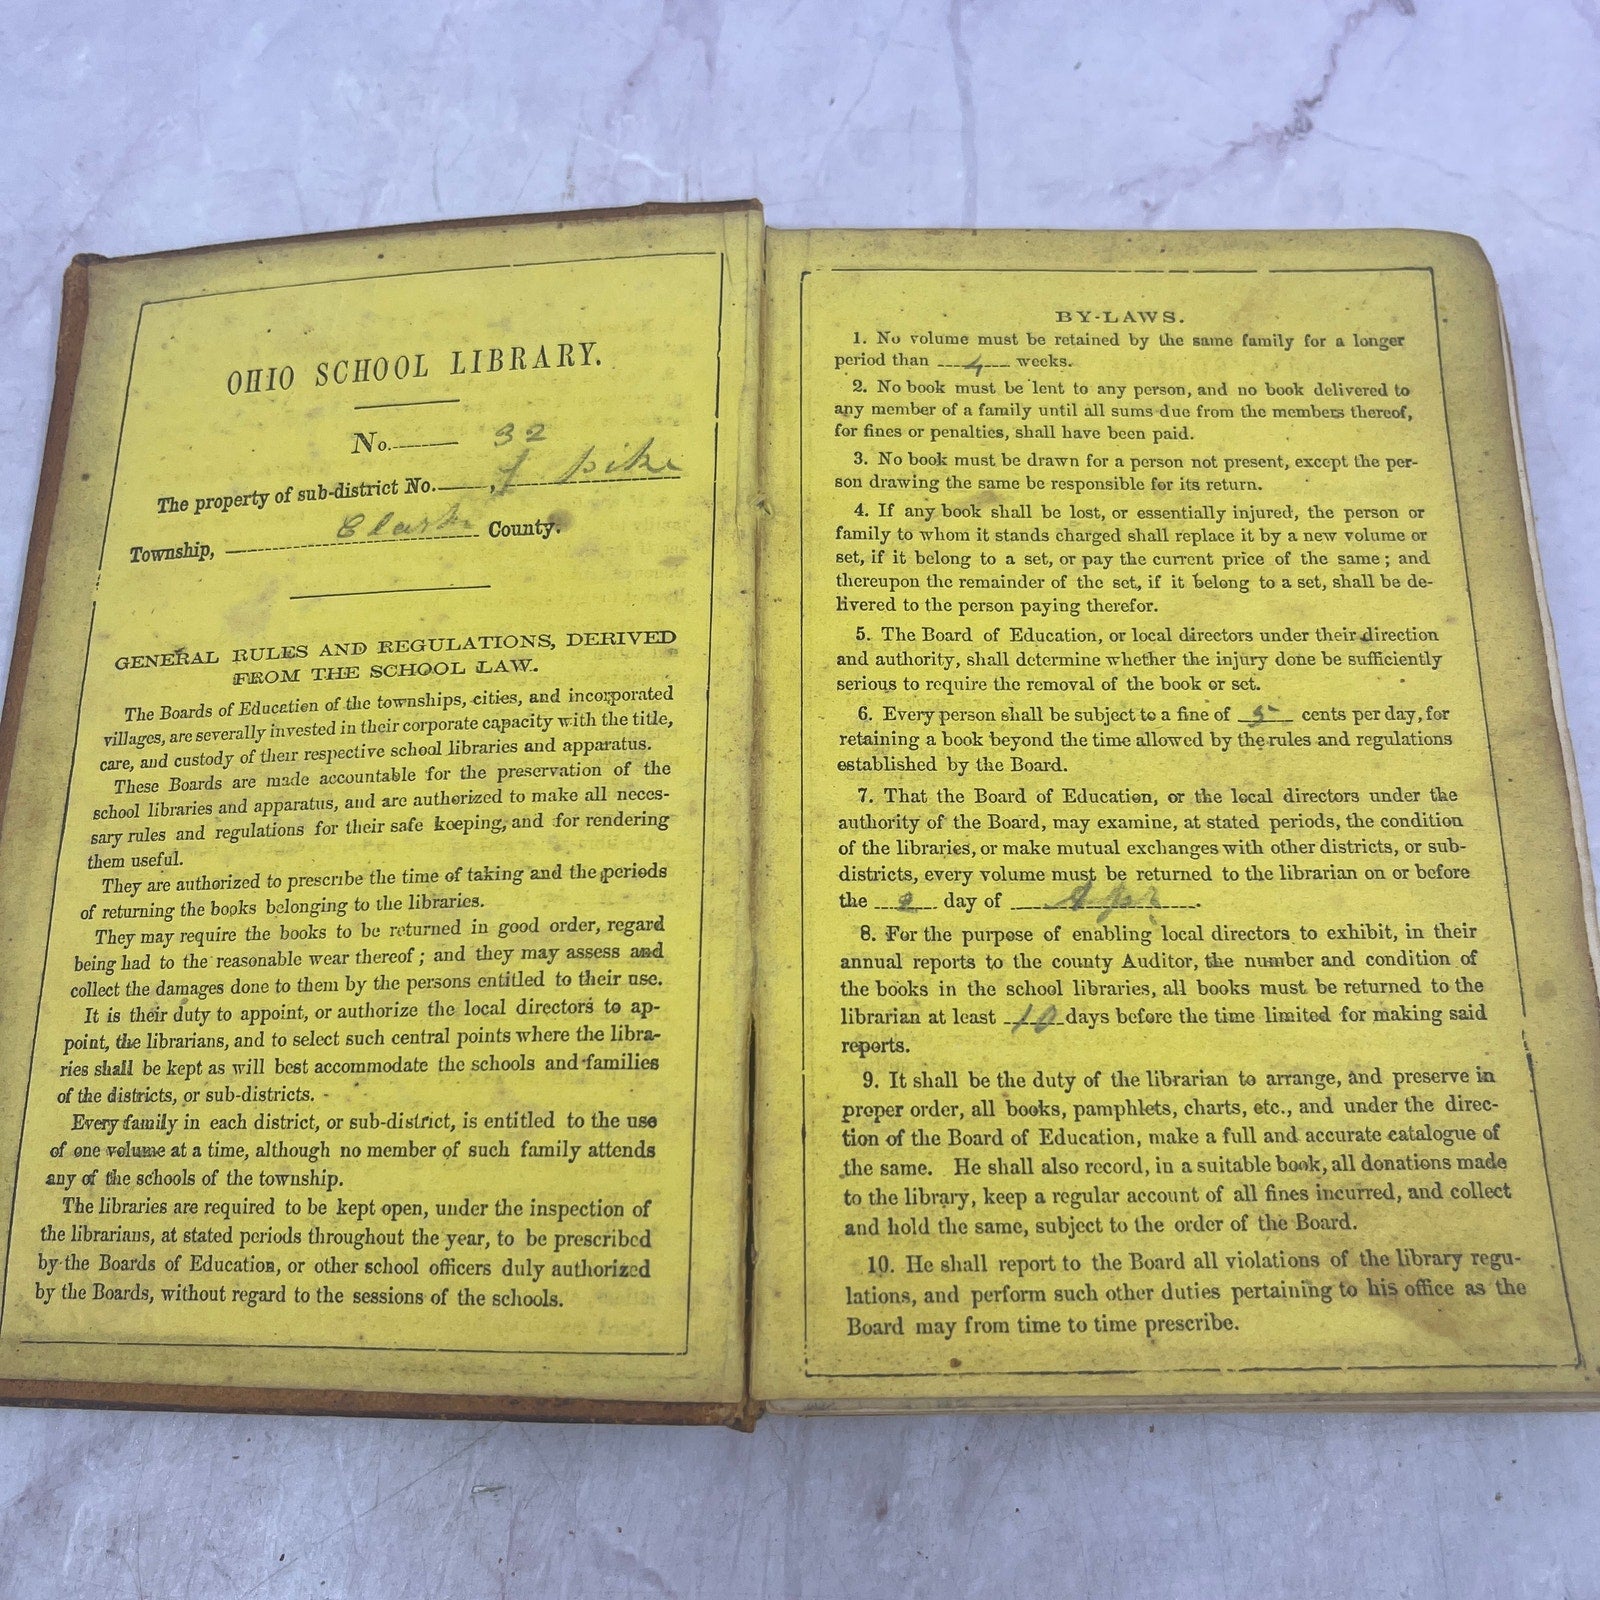 OHIO SCHOOL LIBRARY.
No. 32
The property of sub-district No. , pike
Township, Clark County.
GENERAL RULES AND REGULATIONS, DERIVED
FROM THE SCHOOL LAW.
The Boards of Education of the townships, cities, and incorporated
villages, are severally invested in their corporate capacity with the title,
care, and custody of their respective school libraries and apparatus.
These Boards are made accountable for the preservation of the
school libraries and apparatus, and are authorized to make all neces-
sary rules and regulations for their safe keeping, and for rendering
them useful.
They are authorized to prescribe the time of taking and the periods
of returning the books belonging to the libraries.
They may require the books to be returned in good order, regard
being had to the reasonable wear thereof; and they may assess and
collect the damages done to them by the persons entitled to their use.
It is their duty to appoint, or authorize the local directors to ap-
point, the librarians, and to select such central points where the libra-
ries shall be kept as will best accommodate the schools and families
of the districts, or sub-districts.
Every family in each district, or sub-district, is entitled to the use
of one volume at a time, although no member of such family attends
any of the schools of the township.
The libraries are required to be kept open, under the inspection of
the librarians, at stated periods throughout the year, to be prescribed
by the Boards of Education, or other school officers duly authorized
by the Boards, without regard to the sessions of the schools.
BY-LAWS.
1. No volume must be retained by the same family for a longer
period than 4 weeks.
2. No book must be lent to any person, and no book delivered to
any member of a family until all sums due from the members thereof,
for fines or penalties, shall have been paid.
3. No book must be drawn for a person not present, except the per-
son drawing the same be responsible for its return.
4. If any book shall be lost, or essentially injured, the person or
family to whom it stands charged shall replace it by a new volume or
set, if it belong to a set, or pay the current price of the same; and
thereupon the remainder of the set, if it belong to a set, shall be de-
livered to the person paying therefor.
5. The Board of Education, or local directors under their direction
and authority, shall determine whether the injury done be sufficiently
serious to require the removal of the book or set.
6. Every person shall be subject to a fine of 5 cents per day, for
retaining a book beyond the time allowed by the rules and regulations
established by the Board.
7. That the Board of Education, or the local directors under the
authority of the Board, may examine, at stated periods, the condition
of the libraries, or make mutual exchanges with other districts, or sub-
districts, every volume must be returned to the librarian on or before
the 2 day of .
8. For the purpose of enabling local directors to exhibit, in their
annual reports to the county Auditor, the number and condition of
the books in the school libraries, all books must be returned to the
librarian at least 10 days before the time limited for making said
reports.
9. It shall be the duty of the librarian to arrange, and preserve in
proper order, all books, pamphlets, charts, etc., and under the direc-
tion of the Board of Education, make a full and accurate catalogue of
the same. He shall also record, in a suitable book, all donations made
to the library, keep a regular account of all fines incurred, and collect
and hold the same, subject to the order of the Board.
10. He shall report to the Board all violations of the library regu-
lations, and perform such other duties pertaining to his office as the
Board may from time to time prescribe.